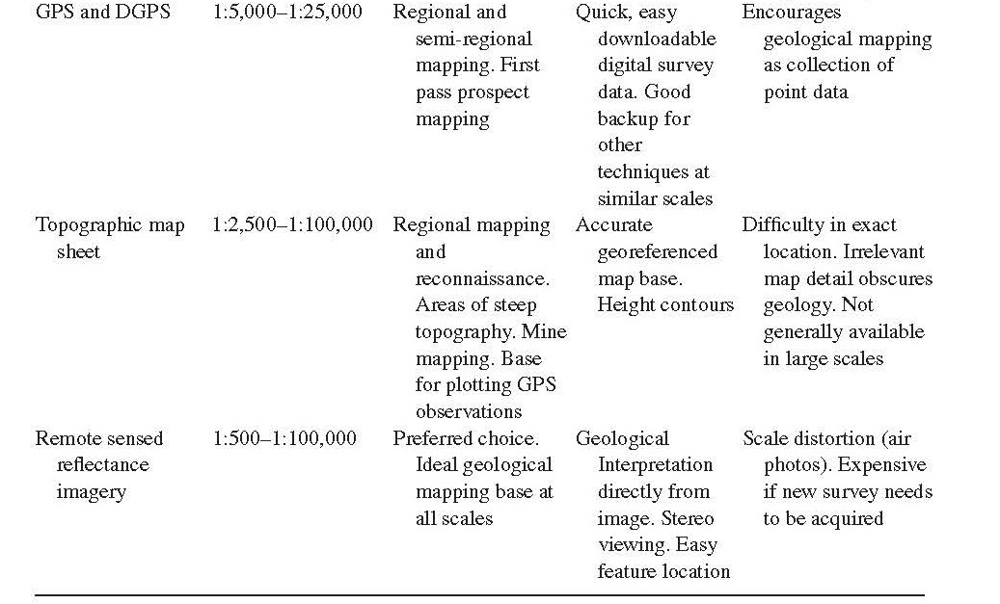 GPS and DGPS 1:5,000–1:25,000 Regional and Quick, easy Encourages
semi-regional downloadable geological mapping
mapping. First digital survey as collection of
pass prospect data. Good point data
mapping backup for
other
techniques at
similar scales
Topographic map 1:2,500–1:100,000 Regional mapping Accurate Difficulty in exact
sheet and georeferenced location. Irrelevant
reconnaissance. map base. map detail obscures
Areas of steep Height contours geology. Not
topography. Mine generally available
mapping. Base in large scales
for plotting GPS
observations
Remote sensed 1:500–1:100,000 Preferred choice. Geological Scale distortion (air
reflectance Ideal geological Interpretation photos). Expensive
imagery mapping base at directly from if new survey needs
all scales image. Stereo to be acquired
viewing. Easy
feature location